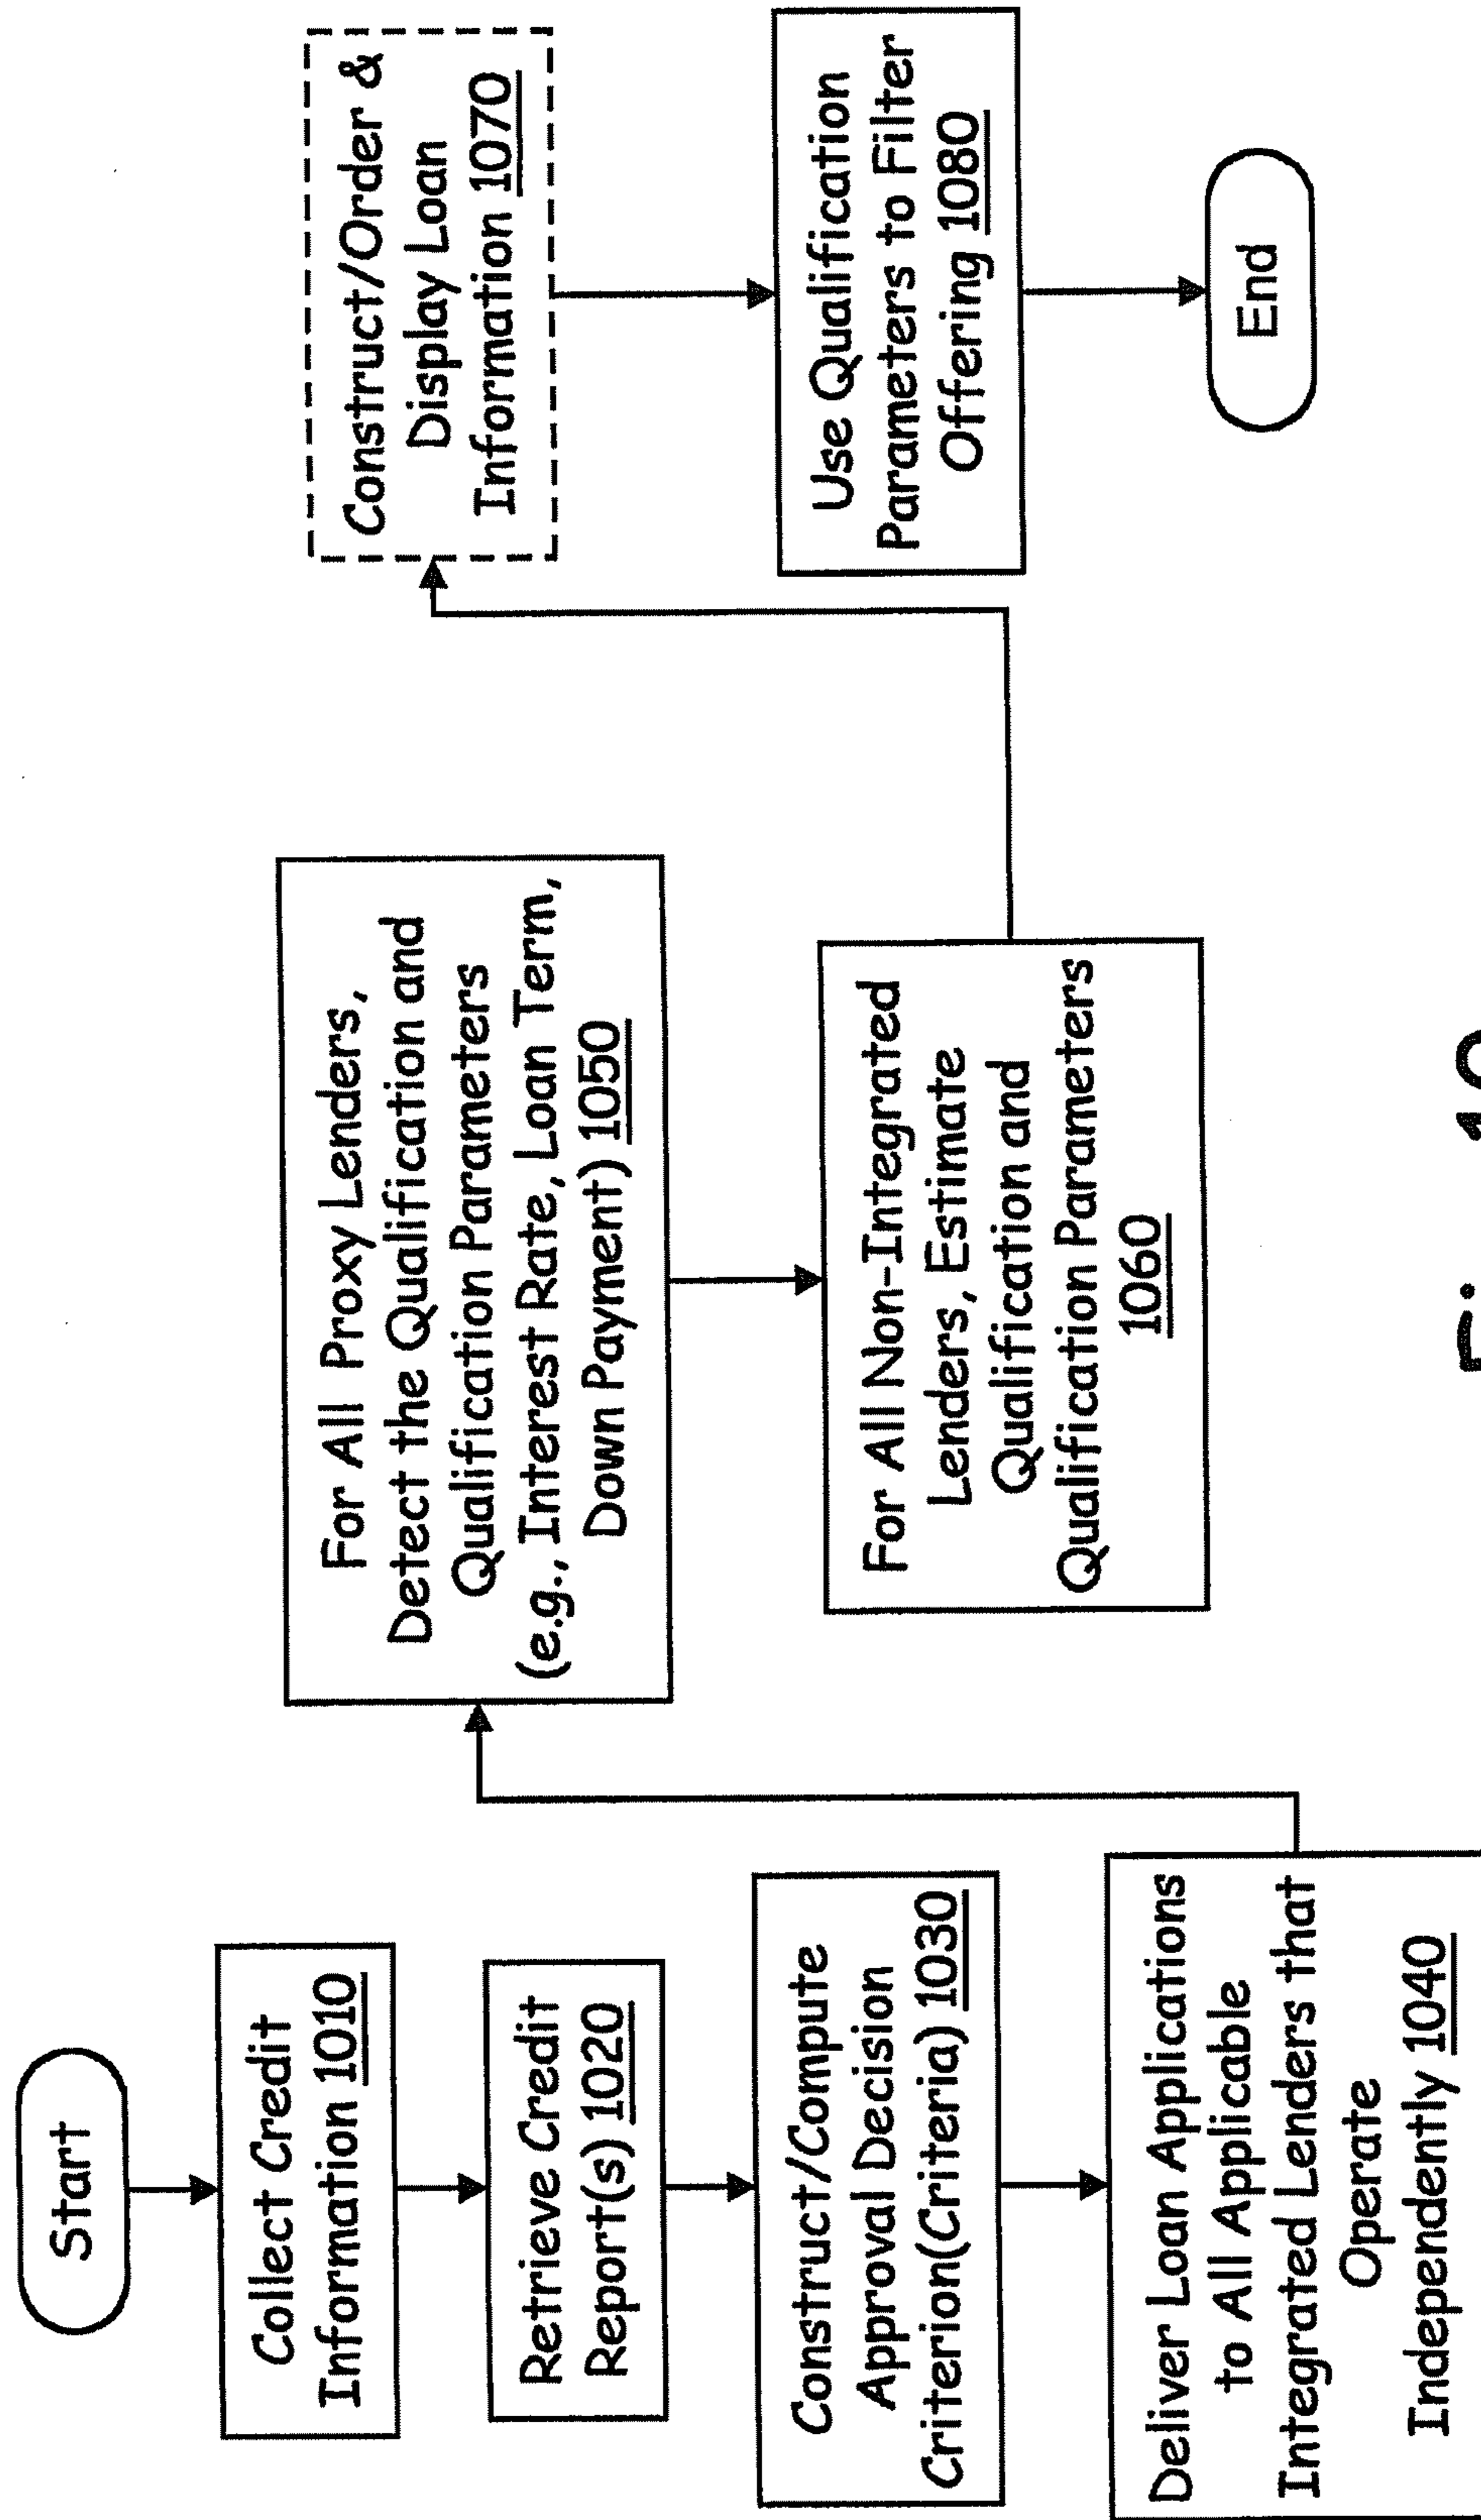 Start
Collect Credit
Information 1010
Retrieve Credit
Report(s) 1020
Construct/Compute
Approval Decision
Criterion(Criteria) 1030
Deliver Loan Applications
to All Applicable
Integrated Lenders that
Operate
Independently 1040
For All Proxy Lenders,
Detect the Qualification and
Qualification Parameters
(e.g., Interest Rate, Loan Term,
Down Payment) 1050
For All Non-Integrated
Lenders, Estimate
Qualification and
Qualification Parameters
1060
Construct/Order &
Display Loan
Information 1070
Use Qualification
Parameters to Filter
Offering 1080
End